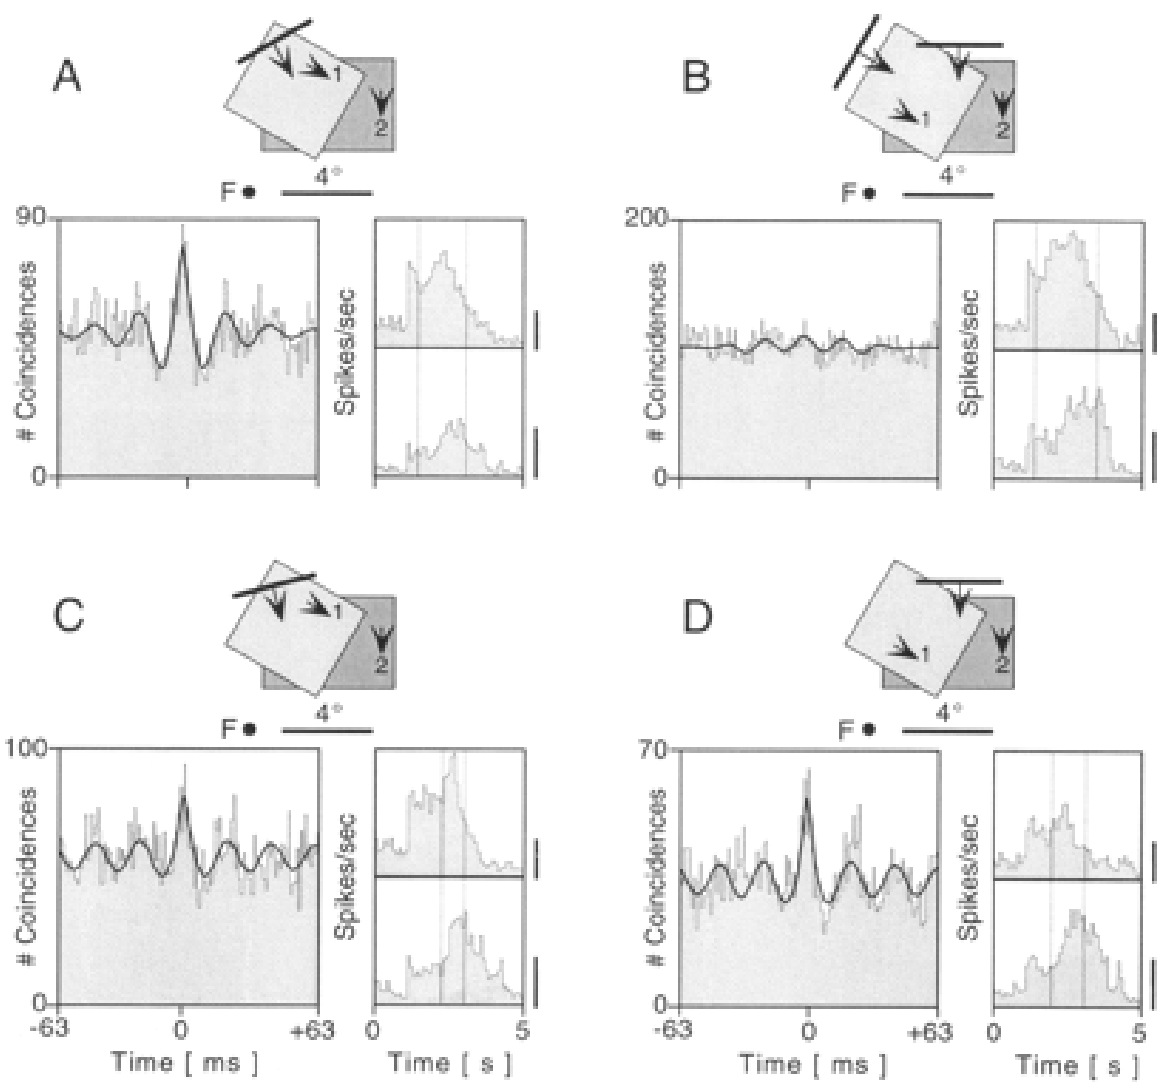 A
1
2
F
4°
90
0
# Coincidences
Spikes/sec
B
1
2
F
4°
200
0
# Coincidences
Spikes/sec
C
1
2
F
4°
100
0
# Coincidences
Spikes/sec
-63
0
+63
0
5
Time [ ms ]
Time [ s ]
D
1
2
F
4°
70
0
# Coincidences
Spikes/sec
-63
0
+63
0
5
Time [ ms ]
Time [ s ]